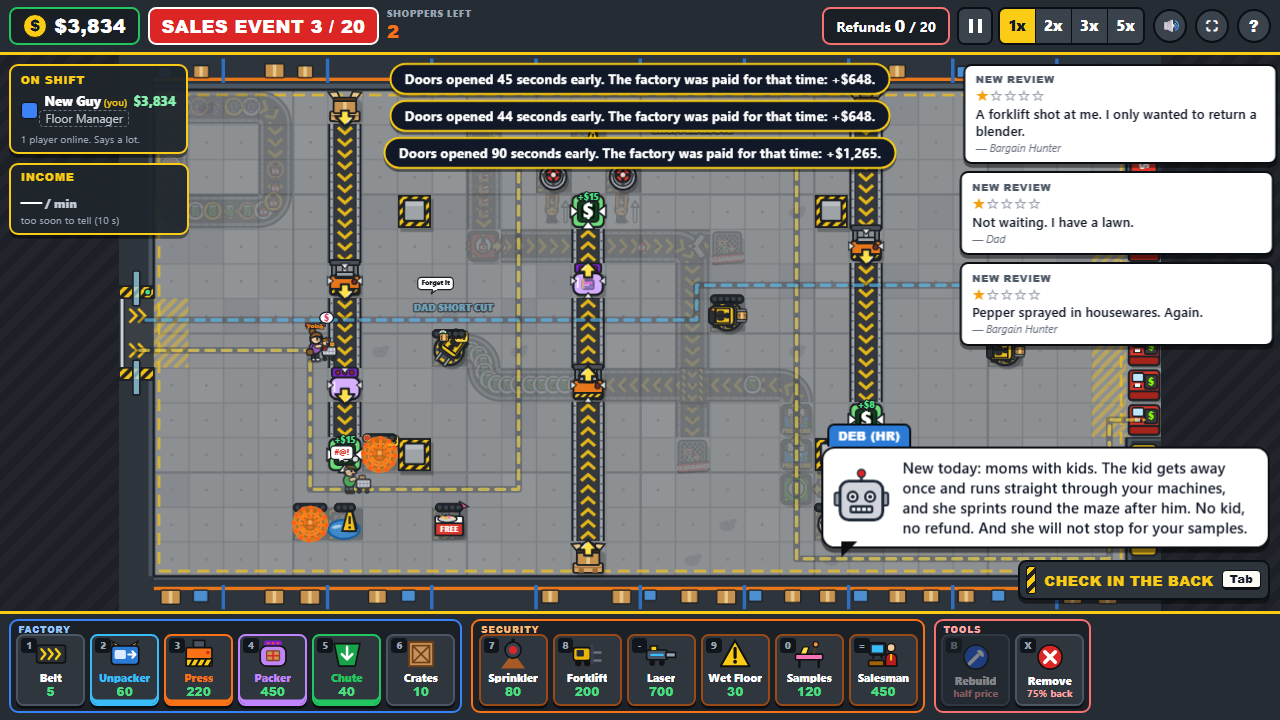 $3,834
SALES EVENT 3 / 20
SHOPPERS LEFT
2
Refunds 0 / 20
1x
2x
3x
5x
?
ON SHIFT
New Guy (you) $3,834
Floor Manager
1 player online. Says a lot.
INCOME
— / min
too soon to tell (10 s)
Doors opened 45 seconds early. The factory was paid for that time: +$648.
Doors opened 44 seconds early. The factory was paid for that time: +$648.
Doors opened 90 seconds early. The factory was paid for that time: +$1,265.
NEW REVIEW
A forklift shot at me. I only wanted to return a
blender.
— Bargain Hunter
NEW REVIEW
Not waiting. I have a lawn.
— Dad
NEW REVIEW
Pepper sprayed in housewares. Again.
— Bargain Hunter
+$15
$
Forget it
DAD SHORT CUT
$
+$15
#@!
+$8
$
FREE
DEB (HR)
New today: moms with kids. The kid gets away
once and runs straight through your machines,
and she sprints round the maze after him. No kid,
no refund. And she will not stop for your samples.
CHECK IN THE BACK Tab
FACTORY
1
Belt
5
2
Unpacker
60
3
Press
220
4
Packer
450
5
Chute
40
6
Crates
10
SECURITY
7
Sprinkler
80
8
Forklift
200
-
Laser
700
9
Wet Floor
30
0
Samples
120
=
Salesman
450
TOOLS
B
Rebuild
half price
X
Remove
75% back